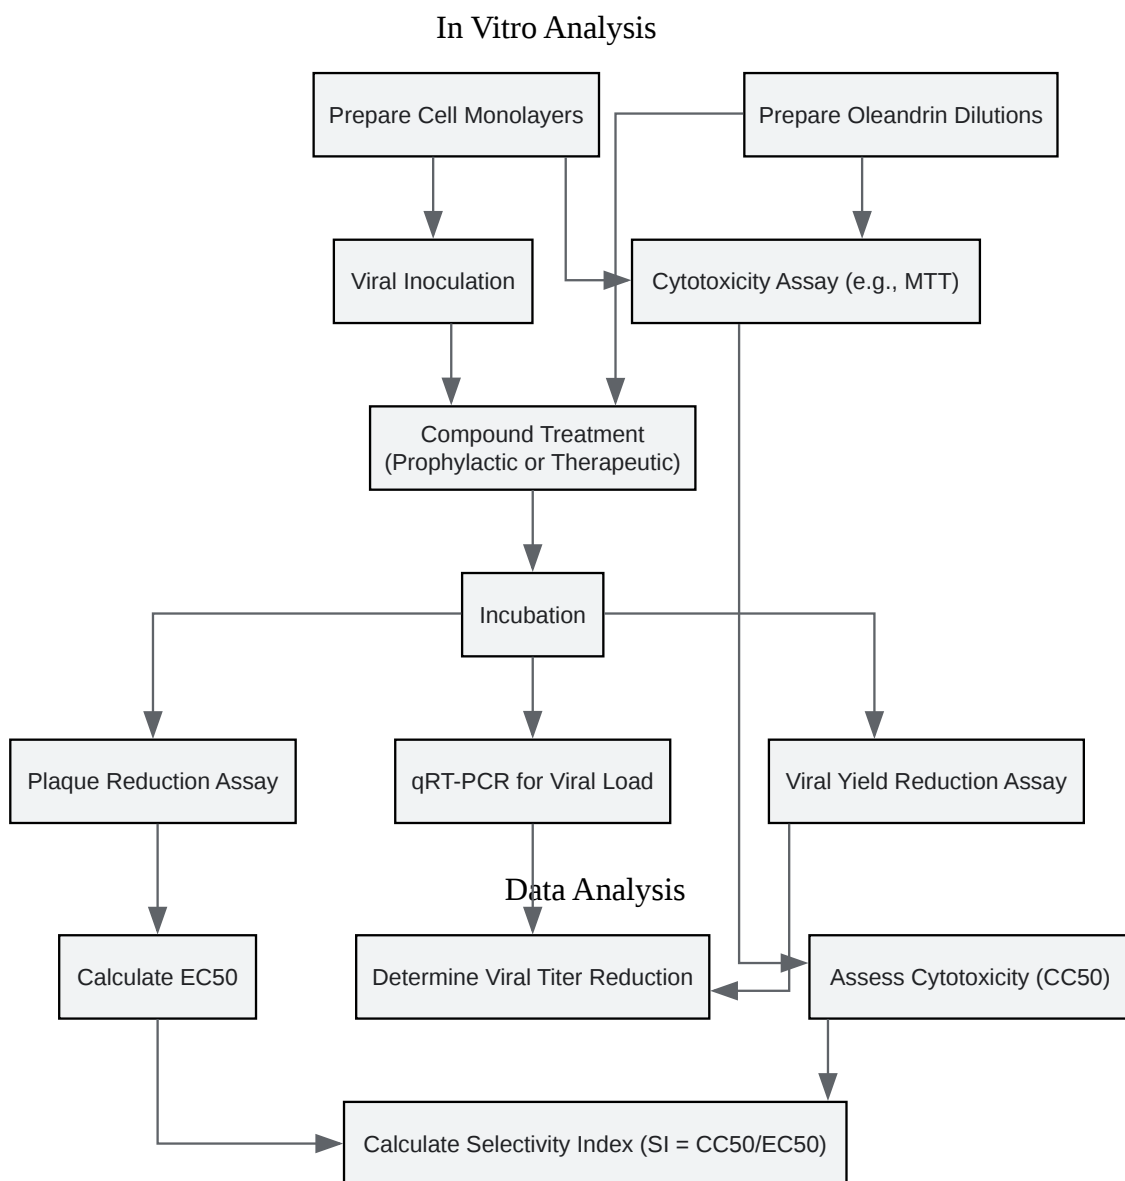 In Vitro Analysis
Prepare Cell Monolayers
Prepare Oleandrin Dilutions
Viral Inoculation
Cytotoxicity Assay (e.g., MTT)
Compound Treatment
(Prophylactic or Therapeutic)
Incubation
Plaque Reduction Assay
qRT-PCR for Viral Load
Viral Yield Reduction Assay
Data Analysis
Calculate EC50
Determine Viral Titer Reduction
Assess Cytotoxicity (CC50)
Calculate Selectivity Index (SI = CC50/EC50)